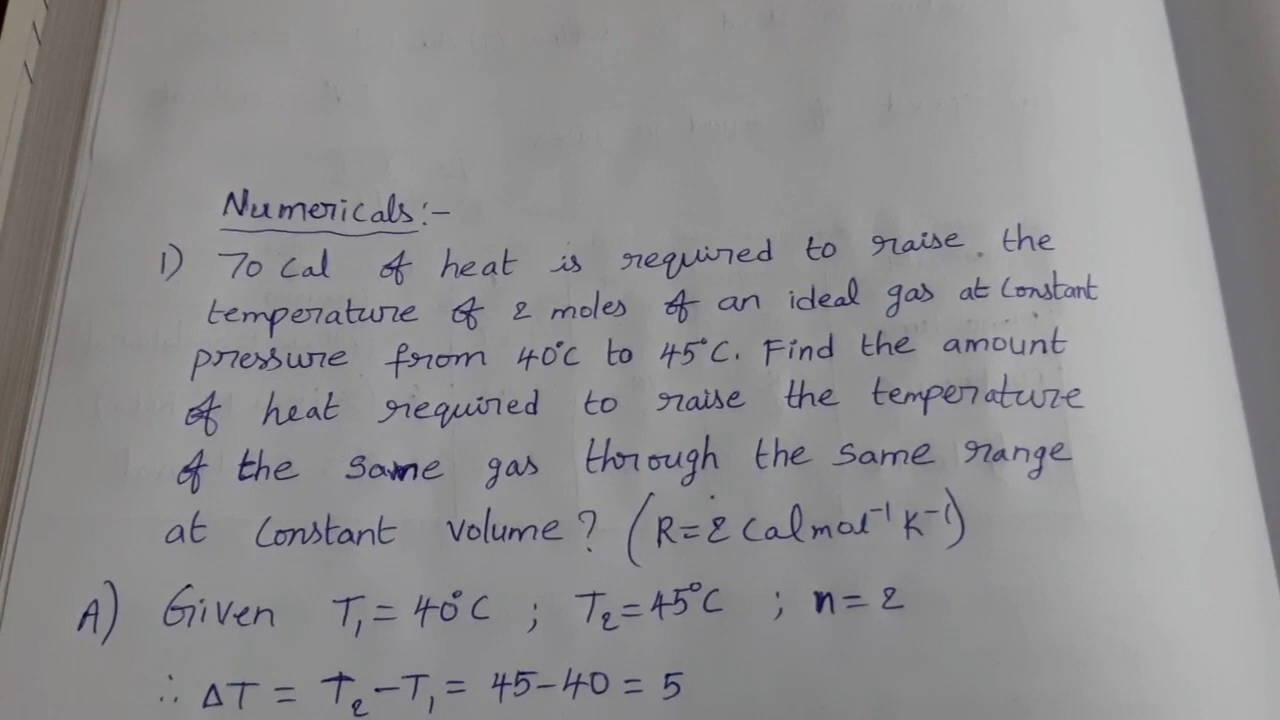 Numericals:-
1) 70 Cal of heat is required to raise the
temperature of 2 moles of an ideal gas at Constant
pressure from 40°C to 45°C. Find the amount
of heat required to raise the temperature
of the same gas through the same range
at Constant volume? (R=2 Cal mol⁻¹ K⁻¹)
A) Given T₁ = 40°C ; T₂ = 45°C ; n = 2
∴ ΔT = T₂ - T₁ = 45-40 = 5